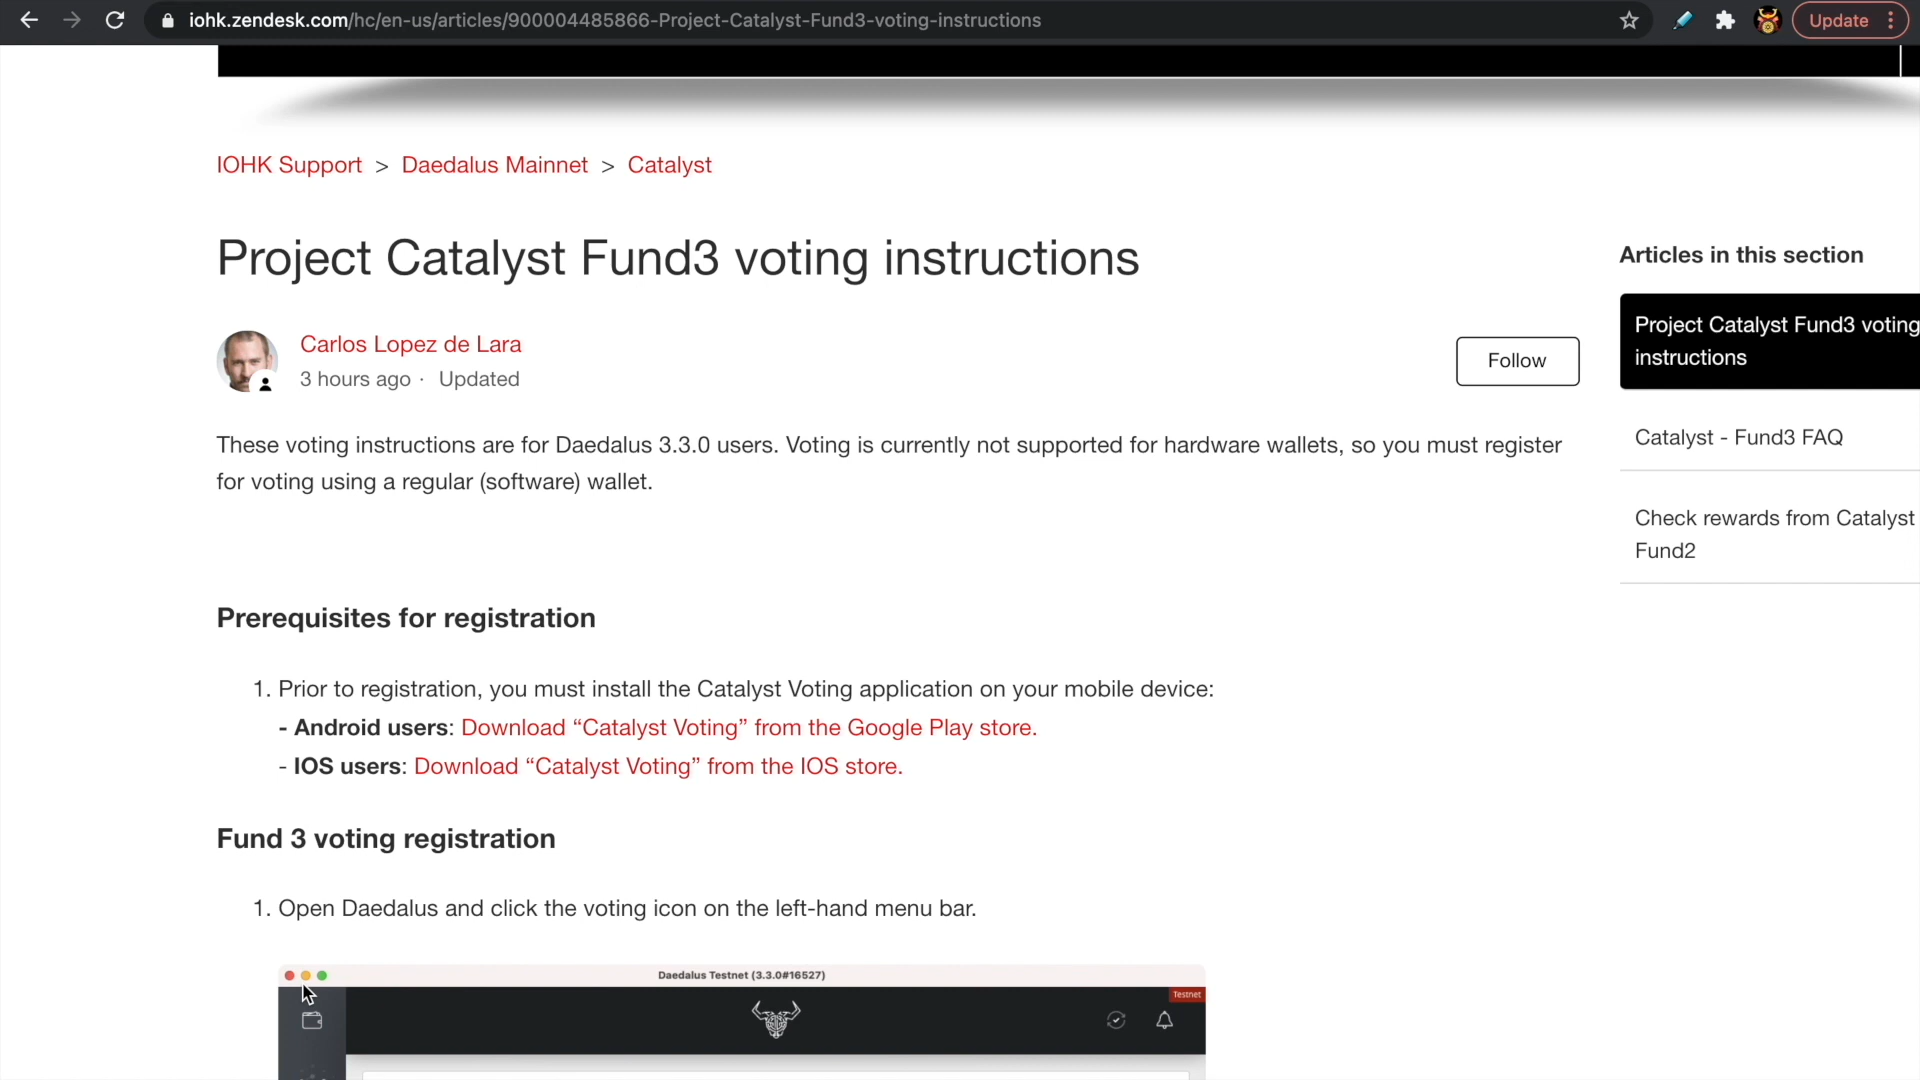 iohk.zendesk.com/hc/en-us/articles/900004485866-Project-Catalyst-Fund3-voting-instructions
Update
IOHK Support > Daedalus Mainnet > Catalyst
Project Catalyst Fund3 voting instructions
Carlos Lopez de Lara
3 hours ago · Updated
Follow
These voting instructions are for Daedalus 3.3.0 users. Voting is currently not supported for hardware wallets, so you must register
for voting using a regular (software) wallet.
Prerequisites for registration
1. Prior to registration, you must install the Catalyst Voting application on your mobile device:
- Android users: Download “Catalyst Voting” from the Google Play store.
- IOS users: Download “Catalyst Voting” from the IOS store.
Fund 3 voting registration
1. Open Daedalus and click the voting icon on the left-hand menu bar.
Daedalus Testnet (3.3.0#16527)
Testnet
Articles in this section
Project Catalyst Fund3 voting
instructions
Catalyst - Fund3 FAQ
Check rewards from Catalyst
Fund2